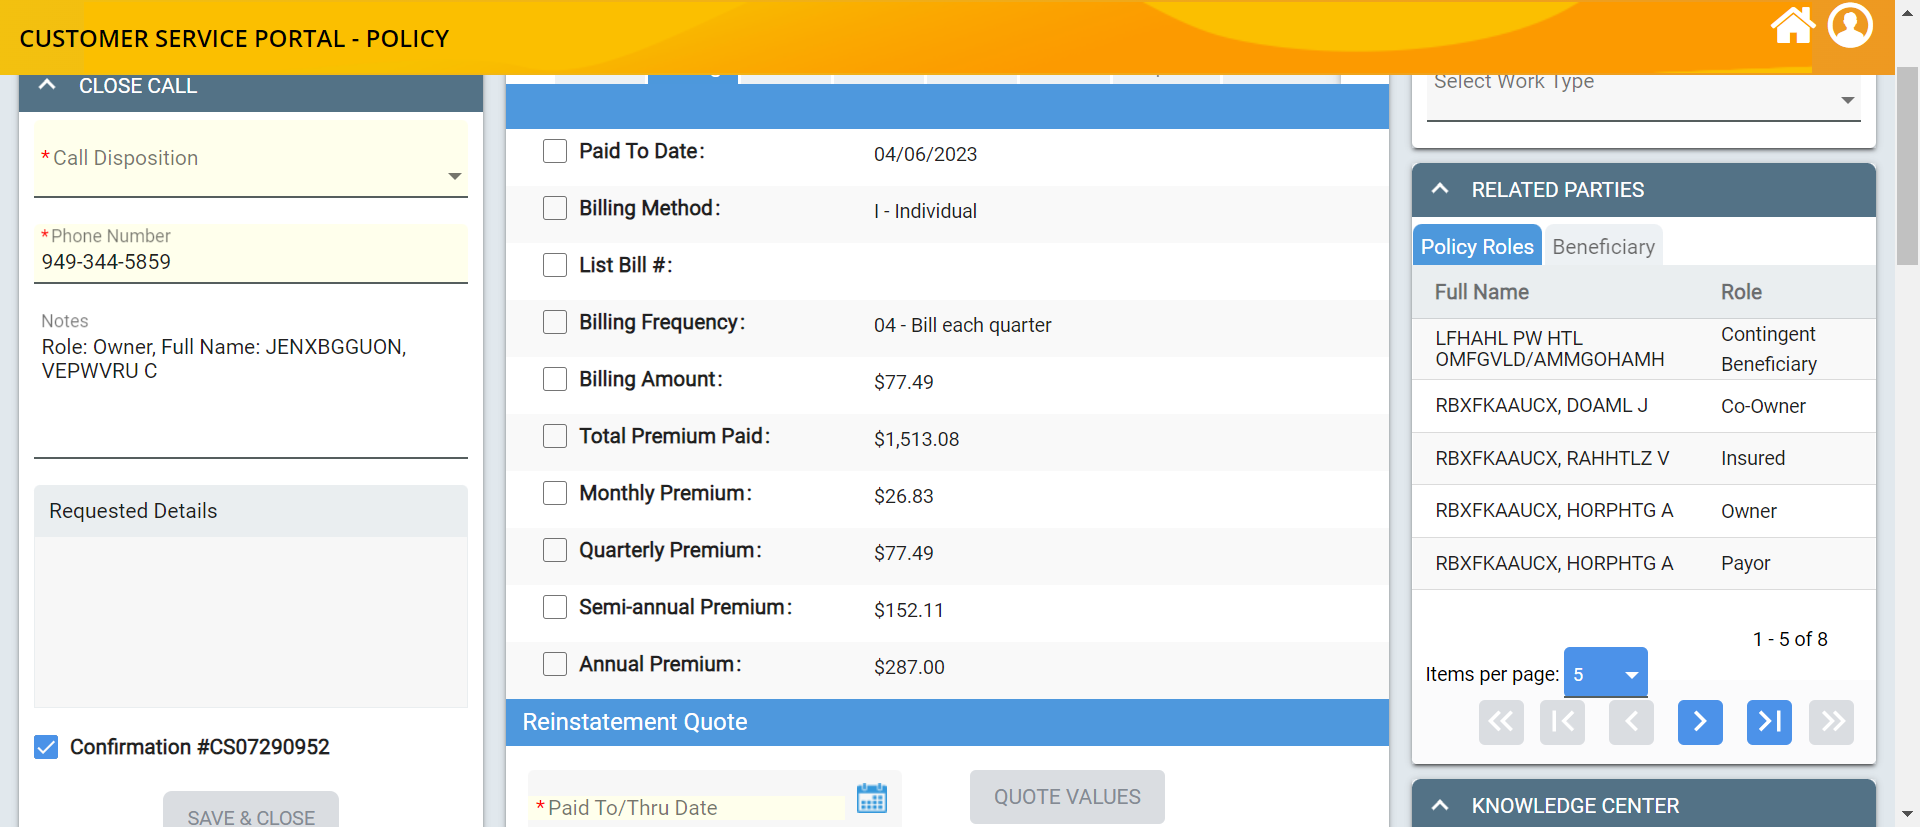 CUSTOMER SERVICE PORTAL - POLICY
CLOSE CALL
* Call Disposition
* Phone Number
949-344-5859
Notes
Role: Owner, Full Name: JENXBGGUON,
VEPWVRU C
Requested Details
Confirmation #CS07290952
SAVE & CLOSE
Paid To Date: 04/06/2023
Billing Method: I - Individual
List Bill #:
Billing Frequency: 04 - Bill each quarter
Billing Amount: $77.49
Total Premium Paid: $1,513.08
Monthly Premium: $26.83
Quarterly Premium: $77.49
Semi-annual Premium: $152.11
Annual Premium: $287.00
Reinstatement Quote
* Paid To/Thru Date
QUOTE VALUES
Select Work Type
RELATED PARTIES
Policy Roles Beneficiary
Full Name Role
LFHAHL PW HTL
OMFGVLD/AMMGOHAMH
Contingent
Beneficiary
RBXFKAAUCX, DOAML J Co-Owner
RBXFKAAUCX, RAHHTLZ V Insured
RBXFKAAUCX, HORPHTG A Owner
RBXFKAAUCX, HORPHTG A Payor
1 - 5 of 8
Items per page: 5
KNOWLEDGE CENTER